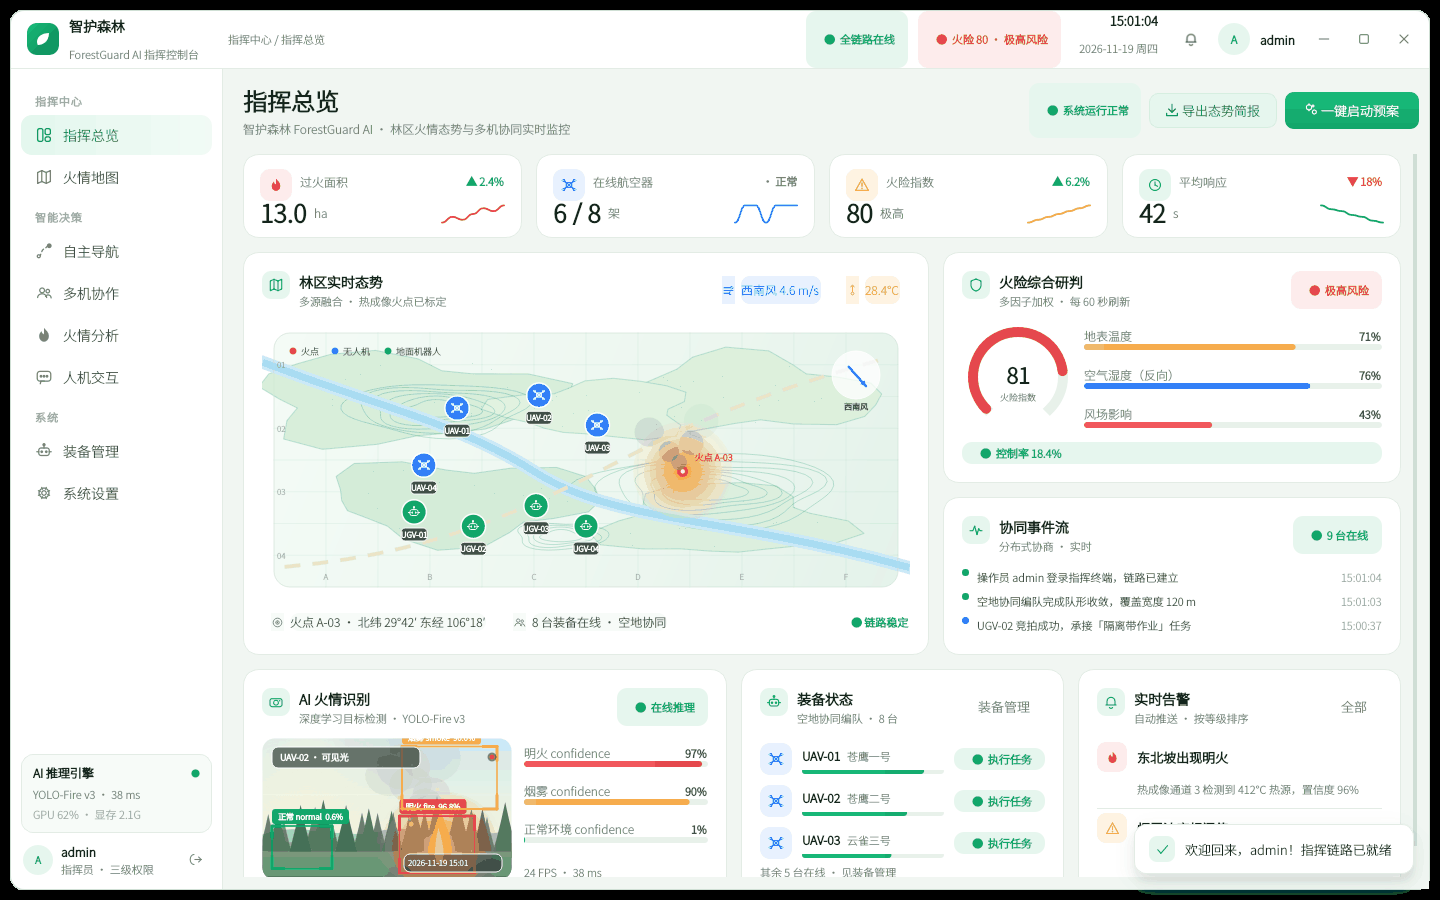 智护森林
ForestGuard AI 指挥控制台
指挥中心 / 指挥总览
全链路在线
火险 80 · 极高风险
15:01:04
2026-11-19 周四
A
admin
指挥中心
指挥总览
火情地图
智能决策
自主导航
多机协作
火情分析
人机交互
系统
装备管理
系统设置
AI 推理引擎
YOLO-Fire v3 · 38 ms
GPU 62% · 显存 2.1G
A
admin
指挥员 · 三级权限
指挥总览
智护森林 ForestGuard AI · 林区火情态势与多机协同实时监控
系统运行正常
导出态势简报
一键启动预案
过火面积
▲2.4%
13.0 ha
在线航空器
· 正常
6 / 8 架
火险指数
▲6.2%
80 极高
平均响应
▼18%
42 s
林区实时态势
多源融合 · 热成像火点已标定
西南风 4.6 m/s
28.4°C
火点
无人机
地面机器人
01
02
03
04
A
B
C
D
E
F
UAV-01
UAV-02
UAV-03
UAV-04
UGV-01
UGV-02
UGV-03
UGV-04
火点 A-03
西南风
火点 A-03 · 北纬 29°42′ 东经 106°18′
8 台装备在线 · 空地协同
链路稳定
火险综合研判
多因子加权 · 每 60 秒刷新
极高风险
81
火险指数
地表温度
71%
空气湿度（反向）
76%
风场影响
43%
控制率 18.4%
协同事件流
分布式协商 · 实时
9 台在线
操作员 admin 登录指挥终端，链路已建立
15:01:04
空地协同编队完成队形收敛，覆盖宽度 120 m
15:01:03
UGV-02 竞拍成功，承接「隔离带作业」任务
15:00:37
AI 火情识别
深度学习目标检测 · YOLO-Fire v3
在线推理
UAV-02 · 可见光
明火 fire 96.8%
正常 normal 0.6%
2026-11-19 15:01
明火 confidence
97%
烟雾 confidence
90%
正常环境 confidence
1%
24 FPS · 38 ms
装备状态
空地协同编队 · 8 台
装备管理
UAV-01 苍鹰一号
执行任务
UAV-02 苍鹰二号
执行任务
UAV-03 云雀三号
执行任务
其余 5 台在线 · 见装备管理
实时告警
自动推送 · 按等级排序
全部
东北坡出现明火
热成像通道 3 检测到 412°C 热源，置信度 96%
欢迎回来，admin！指挥链路已就绪